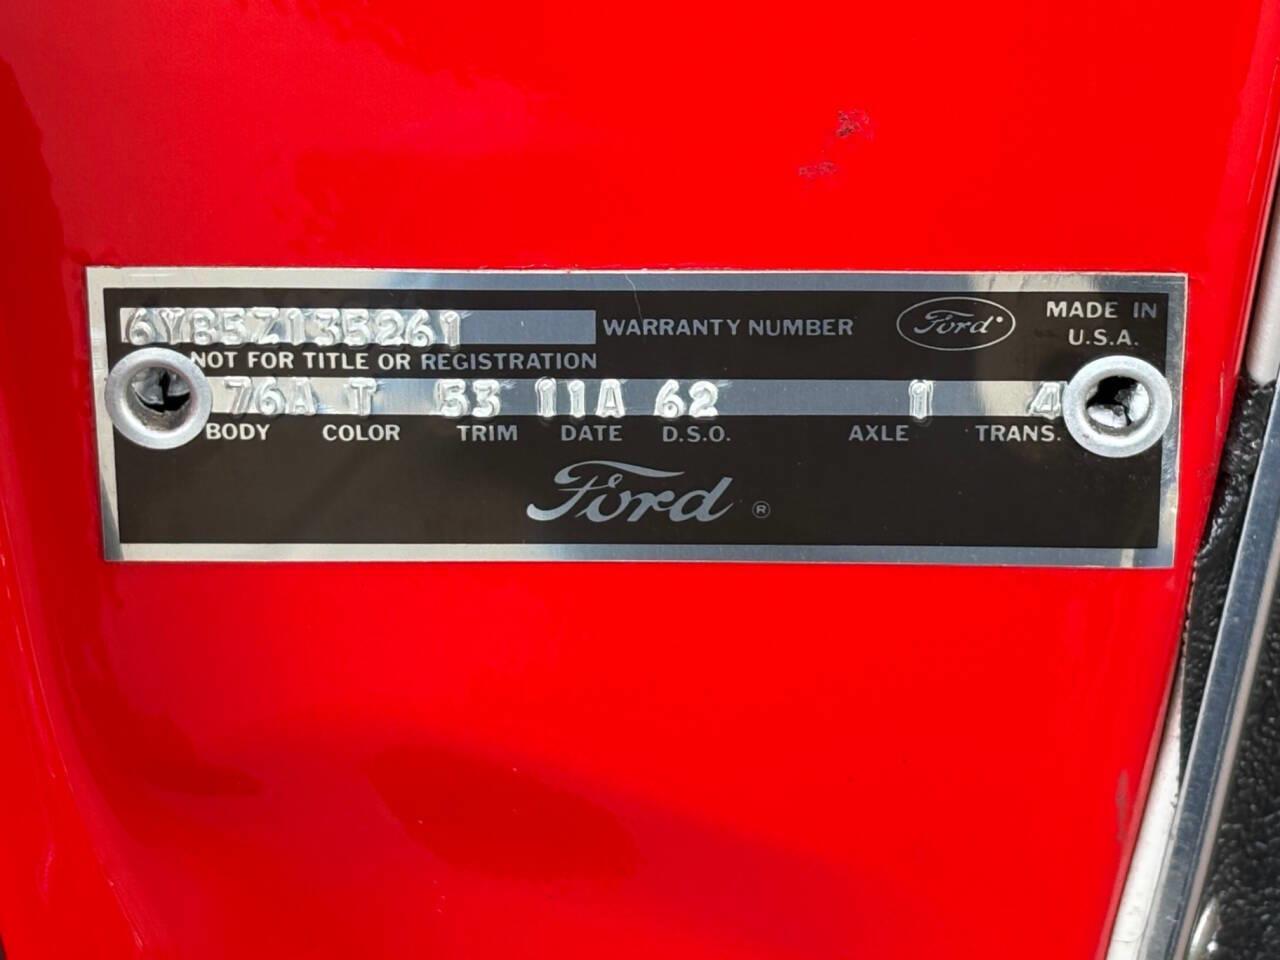 6Y85Z135261 WARRANTY NUMBER Ford MADE IN
U.S.A.
NOT FOR TITLE OR REGISTRATION
76A T 53 11A 62 1 4
BODY COLOR TRIM DATE D.S.O. AXLE TRANS.
Ford ®